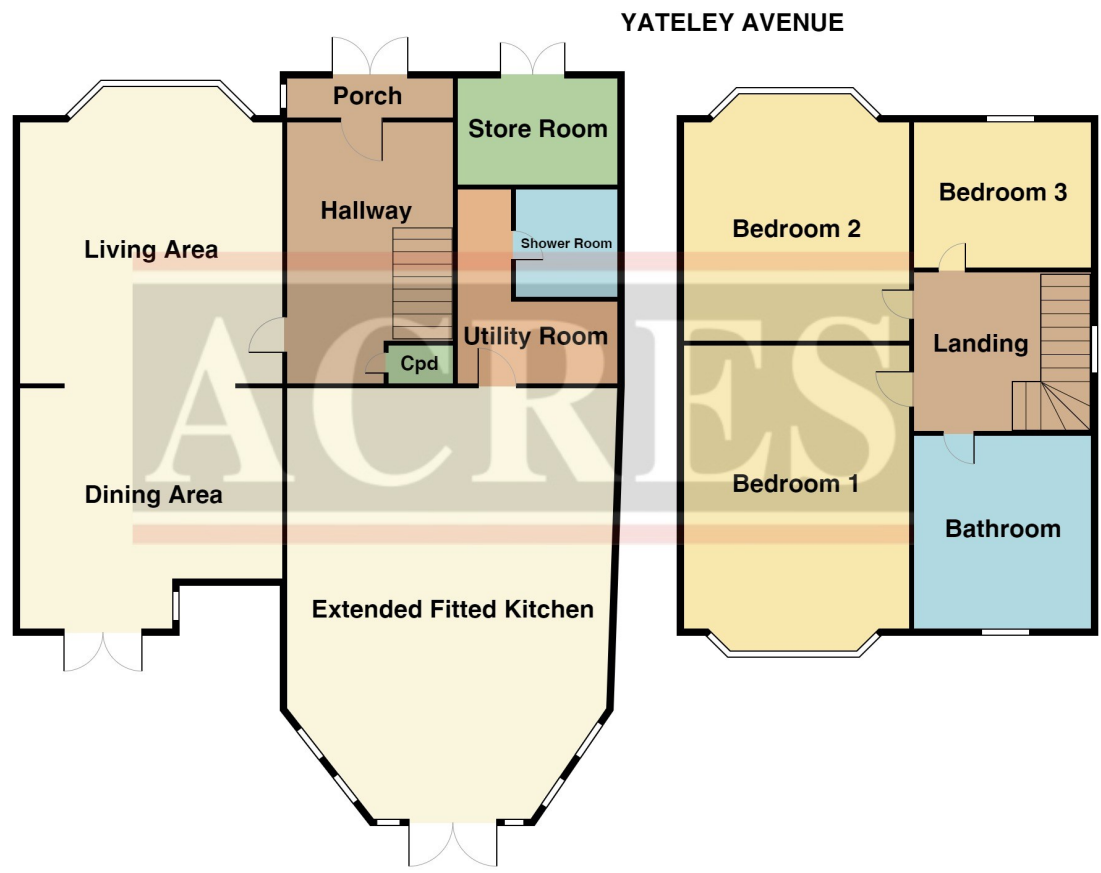 YATELEY AVENUE
Porch
Store Room
Hallway
Shower Room
Living Area
Utility Room
Cpd
Dining Area
Extended Fitted Kitchen
Bedroom 3
Bedroom 2
Landing
Bedroom 1
Bathroom
ACRES